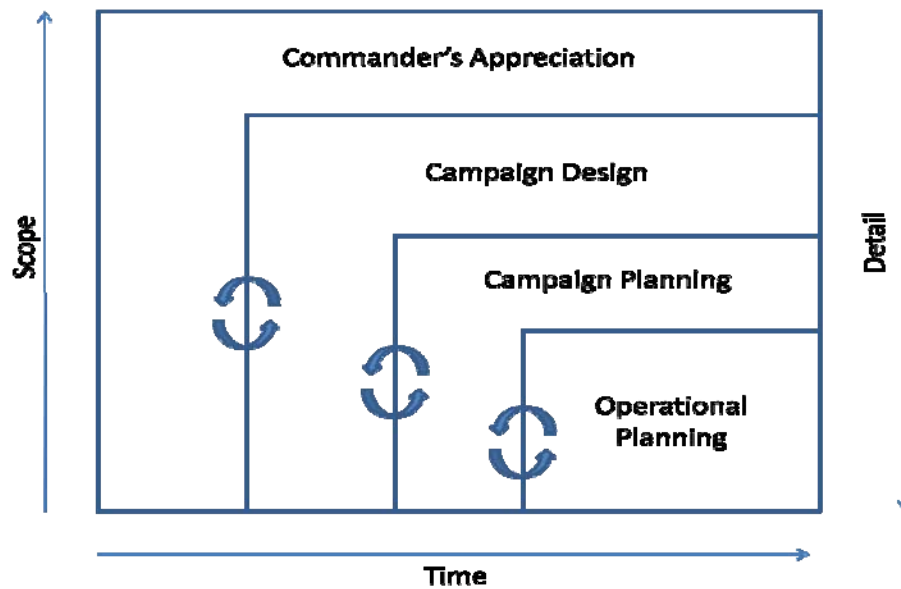 Commander's Appreciation
Campaign Design
Scope
Detail
Campaign Planning
Operational
Planning
Time